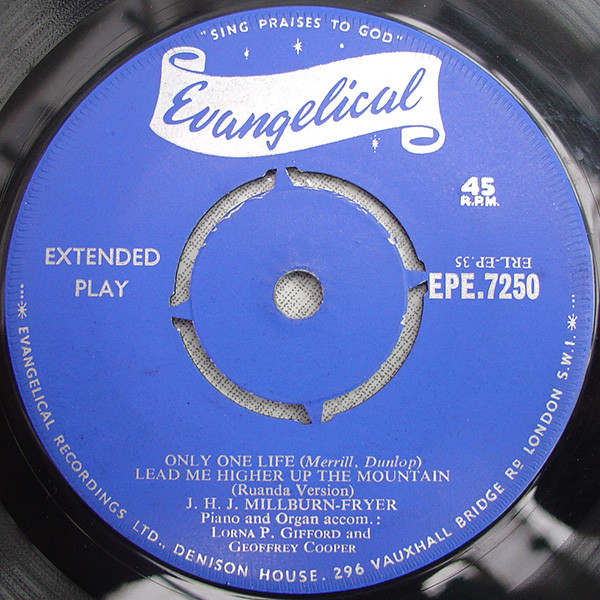 "SING PRAISES TO GOD"
Evangelical
45
R.P.M.
EXTENDED
PLAY
ERL-EP.35
EPE.7250
ONLY ONE LIFE (Merrill, Dunlop)
LEAD ME HIGHER UP THE MOUNTAIN
(Ruanda Version)
J. H. J. MILLBURN-FRYER
Piano and Organ accom.:
LORNA P. GIFFORD and
GEOFFREY COOPER
EVANGELICAL RECORDINGS LTD., DENISON HOUSE. 296 VAUXHALL BRIDGE RD LONDON S.W.1.